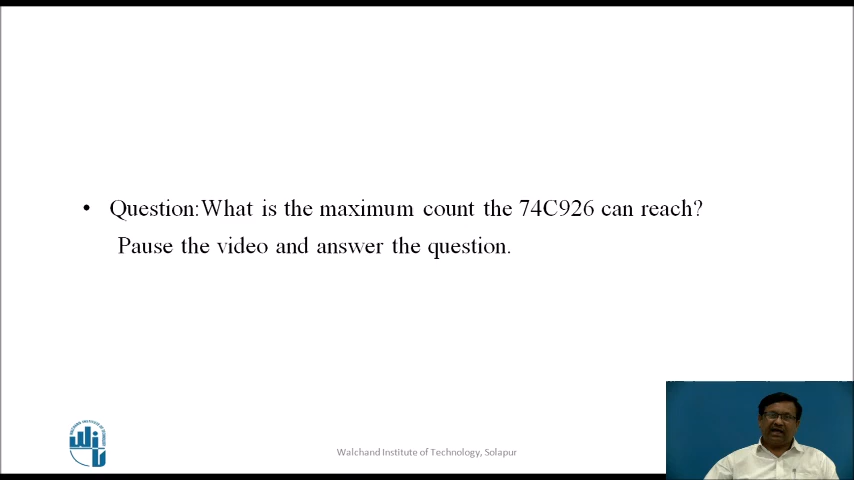 • Question:What is the maximum count the 74C926 can reach?
Pause the video and answer the question.
Walchand Institute of Technology, Solapur